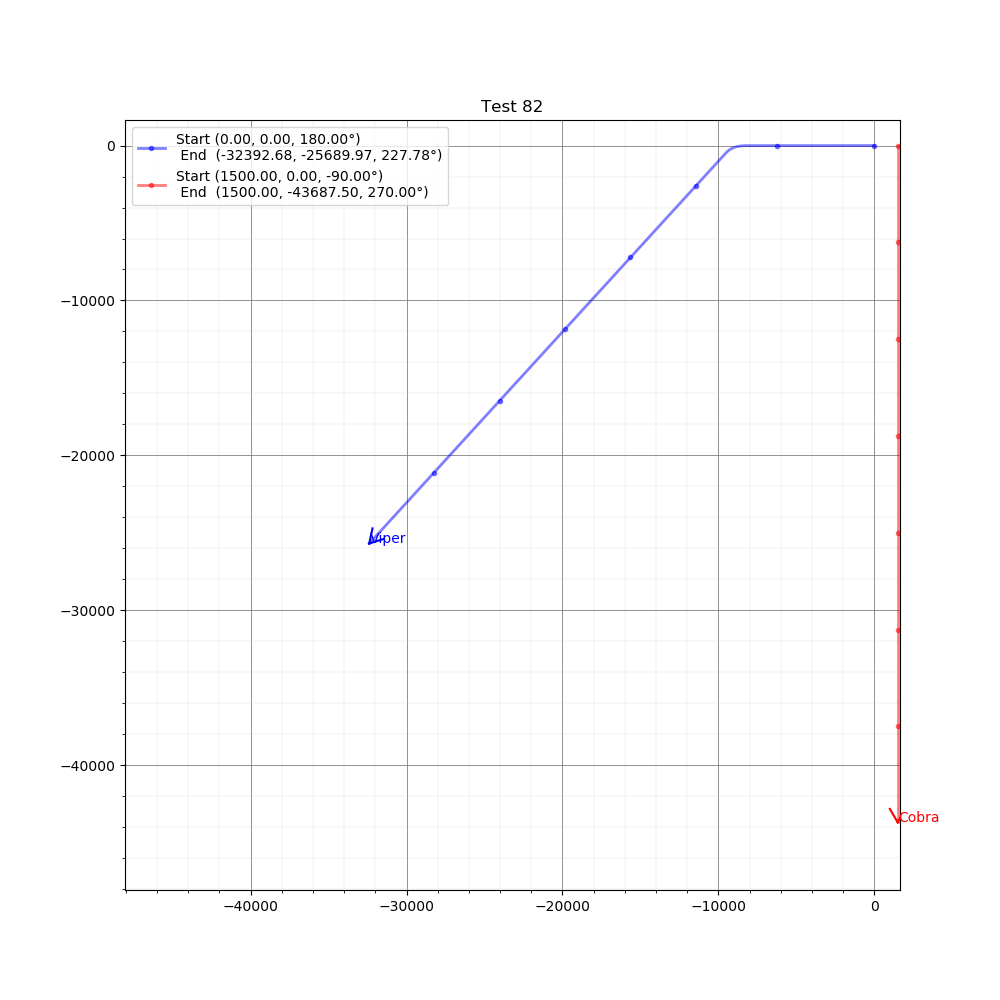 Test 82
Start (0.00, 0.00, 180.00°)
End  (-32392.68, -25689.97, 227.78°)
Start (1500.00, 0.00, -90.00°)
End  (1500.00, -43687.50, 270.00°)
0
−10000
−20000
−30000
−40000
Viper
Cobra
−40000 −30000 −20000 −10000 0